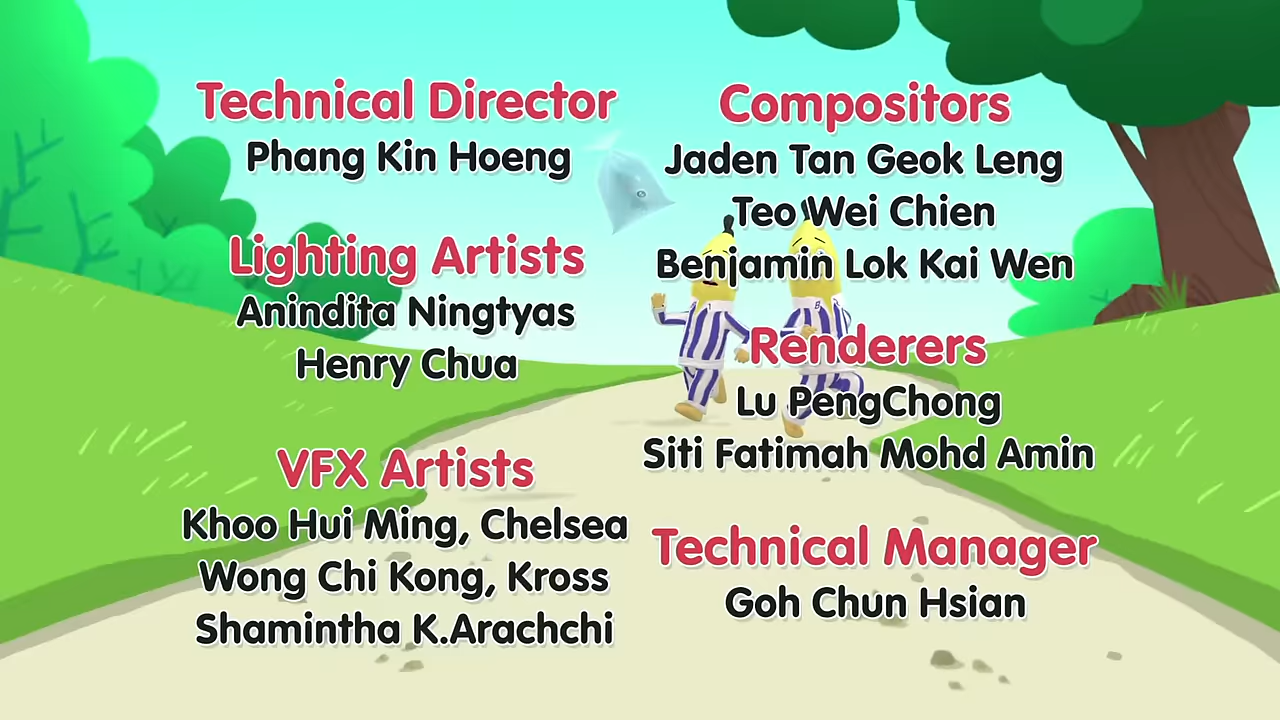 Technical Director
Phang Kin Hoeng
Lighting Artists
Anindita Ningtyas
Henry Chua
VFX Artists
Khoo Hui Ming, Chelsea
Wong Chi Kong, Kross
Shamintha K.Arachchi
Compositors
Jaden Tan Geok Leng
Teo Wei Chien
Benjamin Lok Kai Wen
Renderers
Lu PengChong
Siti Fatimah Mohd Amin
Technical Manager
Goh Chun Hsian